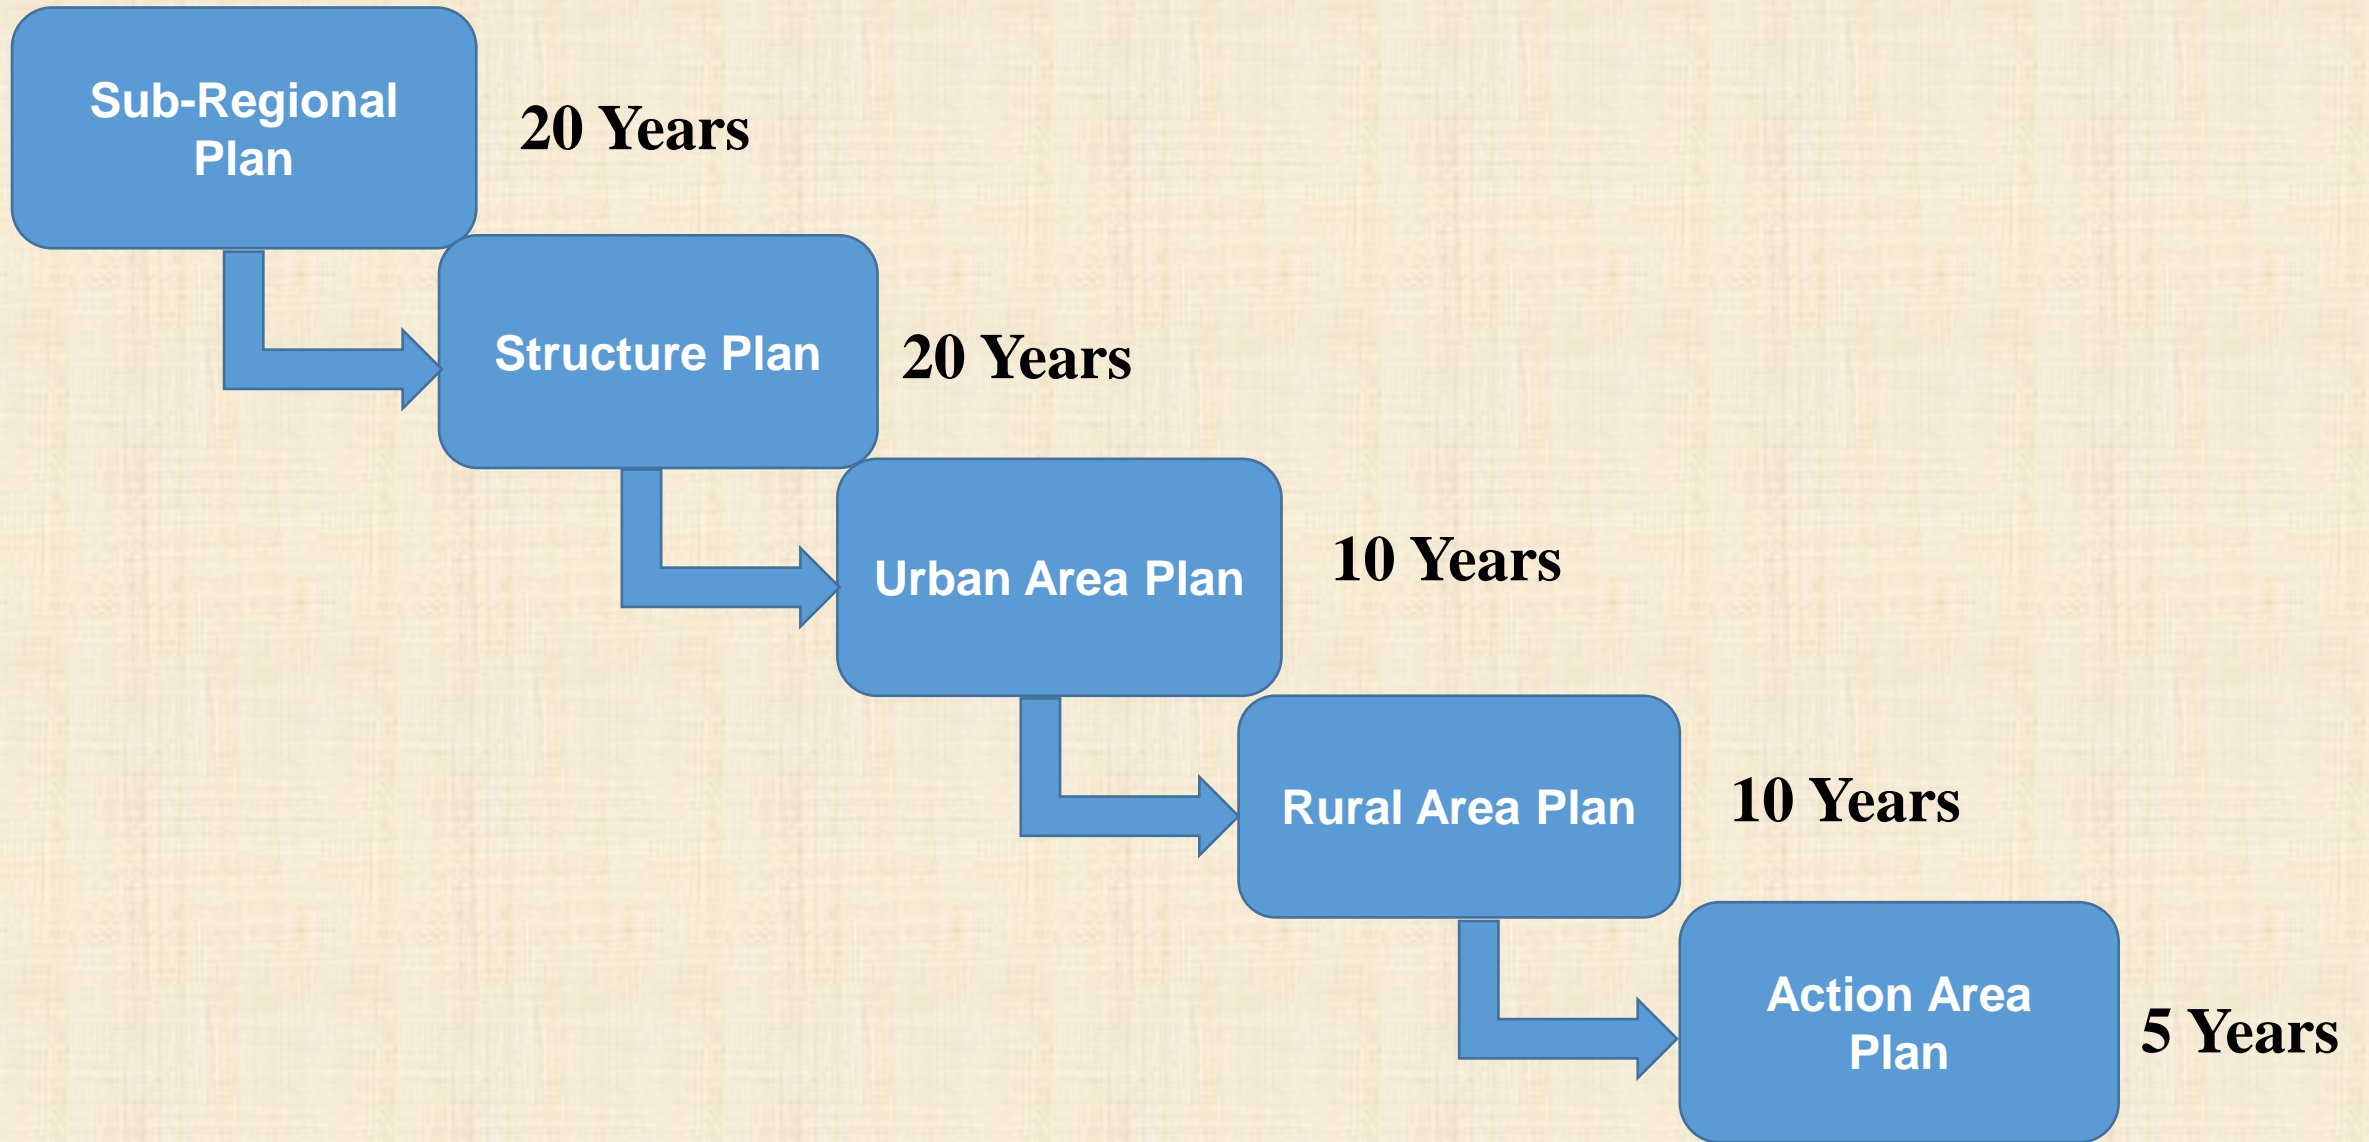 Sub-Regional
Plan
20 Years
Structure Plan
20 Years
Urban Area Plan
10 Years
Rural Area Plan
10 Years
Action Area
Plan
5 Years